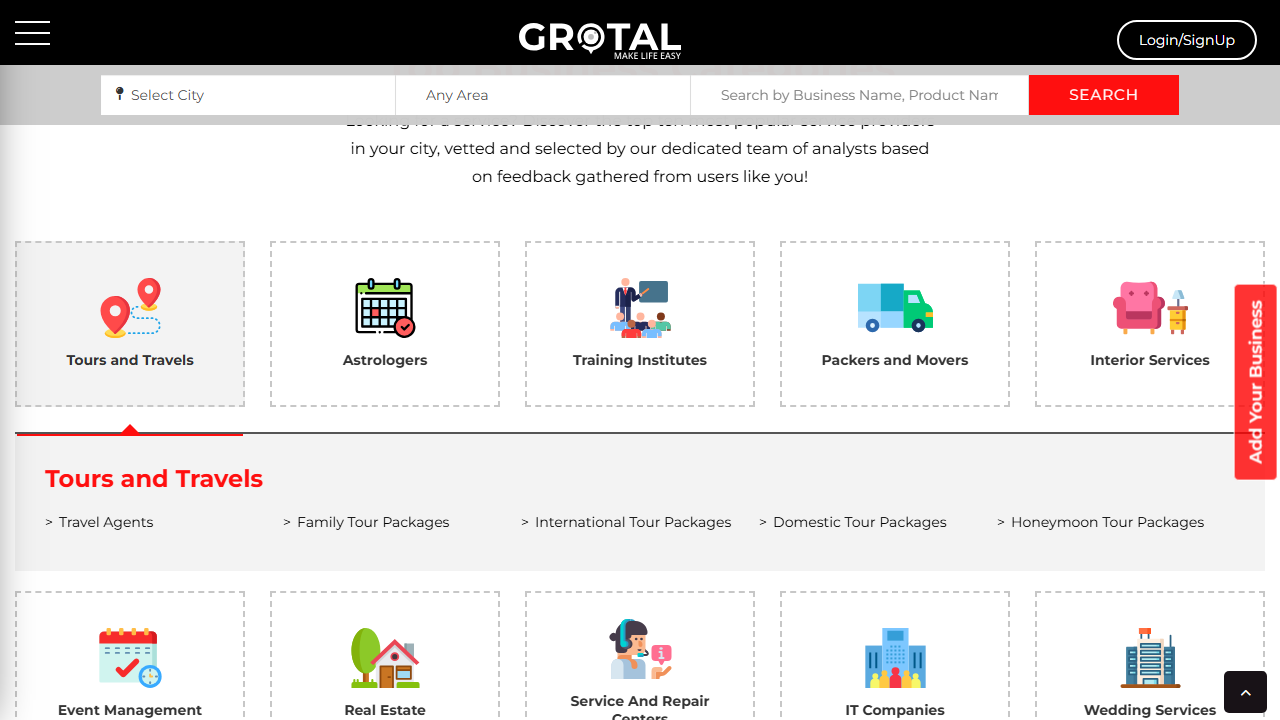 GROTAL
MAKE LIFE EASY
Login/SignUp
Select City
Any Area
Search by Business Name, Product Nam
SEARCH
in your city, vetted and selected by our dedicated team of analysts based
on feedback gathered from users like you!
Tours and Travels
Astrologers
Training Institutes
Packers and Movers
Interior Services
Add Your Business
Tours and Travels
> Travel Agents
> Family Tour Packages
> International Tour Packages
> Domestic Tour Packages
> Honeymoon Tour Packages
Event Management
Real Estate
Service And Repair
Centers
IT Companies
Wedding Services